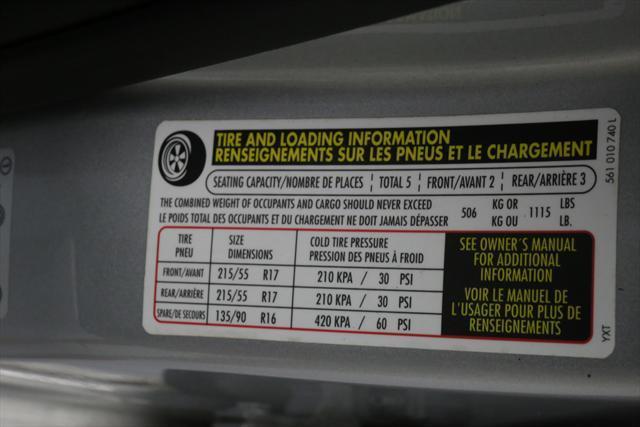 TIRE AND LOADING INFORMATION
RENSEIGNEMENTS SUR LES PNEUS ET LE CHARGEMENT
SEATING CAPACITY/NOMBRE DE PLACES | TOTAL 5 | FRONT/AVANT 2 | REAR/ARRIÈRE 3
THE COMBINED WEIGHT OF OCCUPANTS AND CARGO SHOULD NEVER EXCEED
LE POIDS TOTAL DES OCCUPANTS ET DU CHARGEMENT NE DOIT JAMAIS DÉPASSER
506 KG OR 1115 LBS
KG OU LB.
TIRE SIZE COLD TIRE PRESSURE
PNEU DIMENSIONS PRESSION DES PNEUS À FROID
FRONT/AVANT 215/55 R17 210 KPA / 30 PSI
REAR/ARRIÈRE 215/55 R17 210 KPA / 30 PSI
SPARE/DE SECOURS 135/90 R16 420 KPA / 60 PSI
SEE OWNER'S MANUAL
FOR ADDITIONAL
INFORMATION
VOIR LE MANUEL DE
L'USAGER POUR PLUS DE
RENSEIGNEMENTS
561 010 740 L
YXT